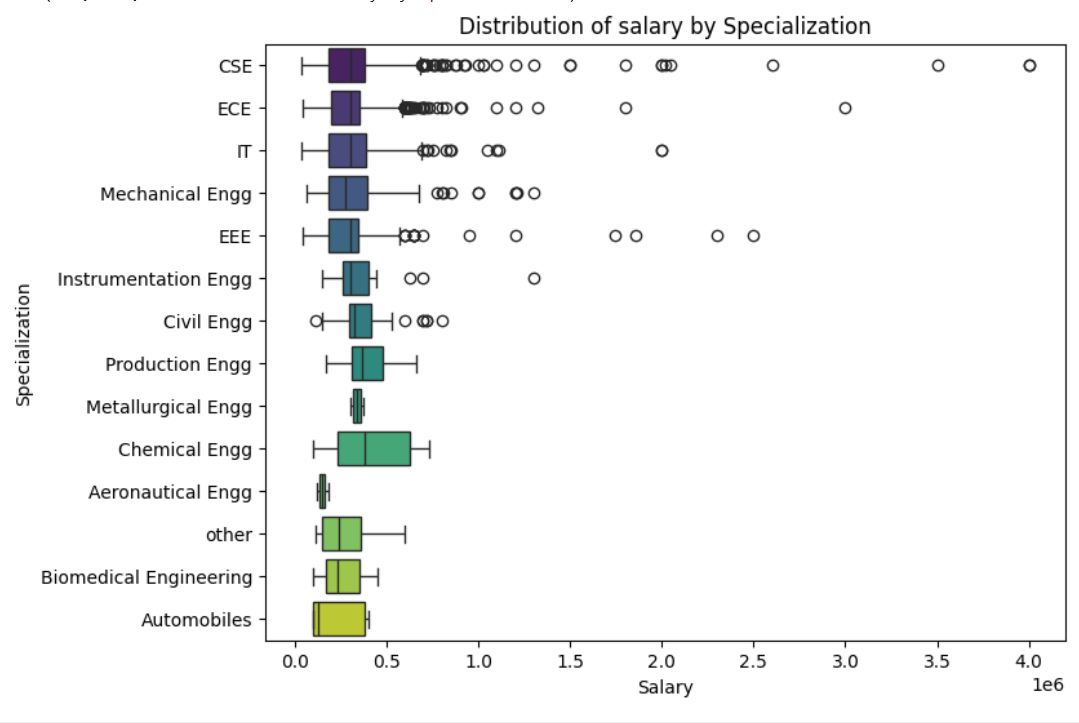 Distribution of salary by Specialization
CSE
ECE
IT
Mechanical Engg
EEE
Instrumentation Engg
Civil Engg
Production Engg
Metallurgical Engg
Chemical Engg
Aeronautical Engg
other
Biomedical Engineering
Automobiles
Specialization
0.0 0.5 1.0 1.5 2.0 2.5 3.0 3.5 4.0
1e6
Salary